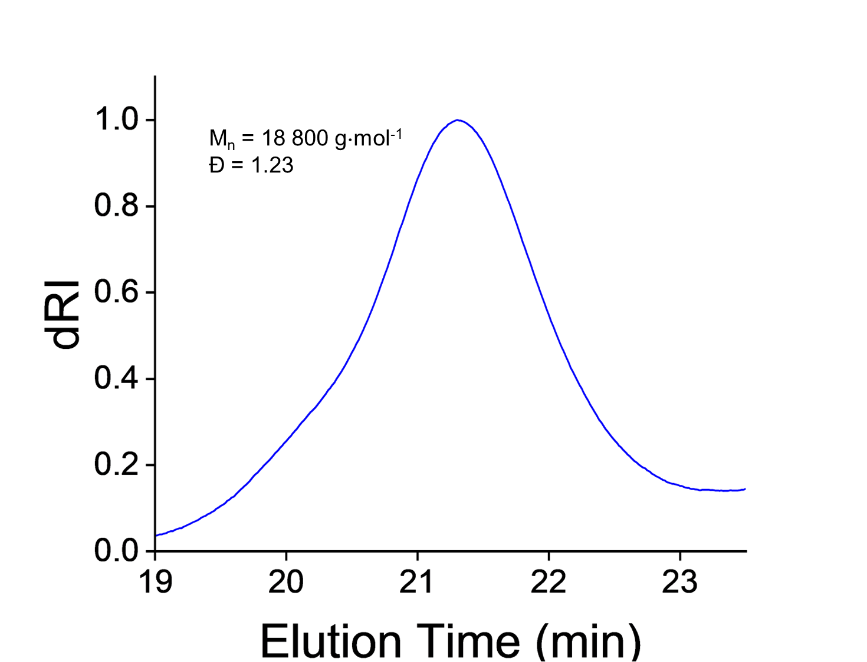 1.0
Mn = 18 800 g·mol-1
Đ = 1.23
0.8
0.6
dRI
0.4
0.2
0.0
19 20 21 22 23
Elution Time (min)